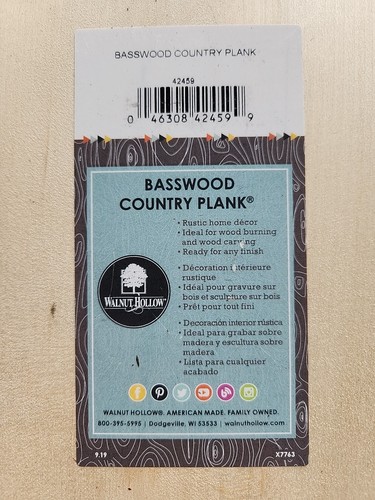 BASSWOOD COUNTRY PLANK
42459
0 46308 42459 9
BASSWOOD
COUNTRY PLANK®
• Rustic home décor
• Ideal for wood burning
and wood carving
• Ready for any finish
• Décoration intérieure
rustique
• Idéal pour gravure sur
bois et sculpture sur bois
• Prêt pour tout fini
• Decoración interior rústica
• Ideal para grabar sobre
madera y escultura sobre
madera
• Lista para cualquier
acabado
WALNUT HOLLOW®
WALNUT HOLLOW®. AMERICAN MADE. FAMILY OWNED.
800-395-5995 | Dodgeville, WI 53533 | walnuthollow.com
9.19
X7763